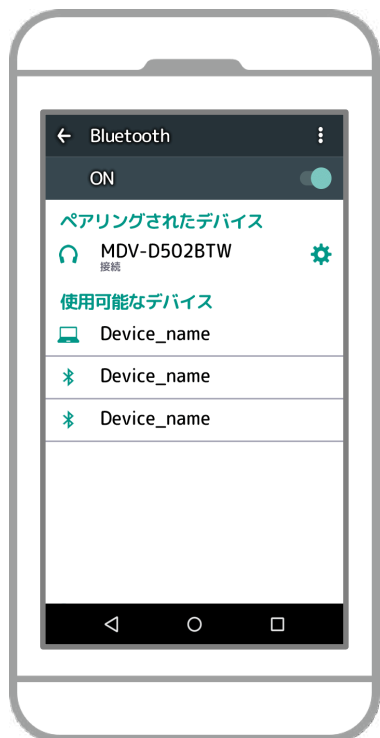 Bluetooth
ON
ペアリングされたデバイス
MDV-D502BTW
接続
使用可能なデバイス
Device_name
Device_name
Device_name